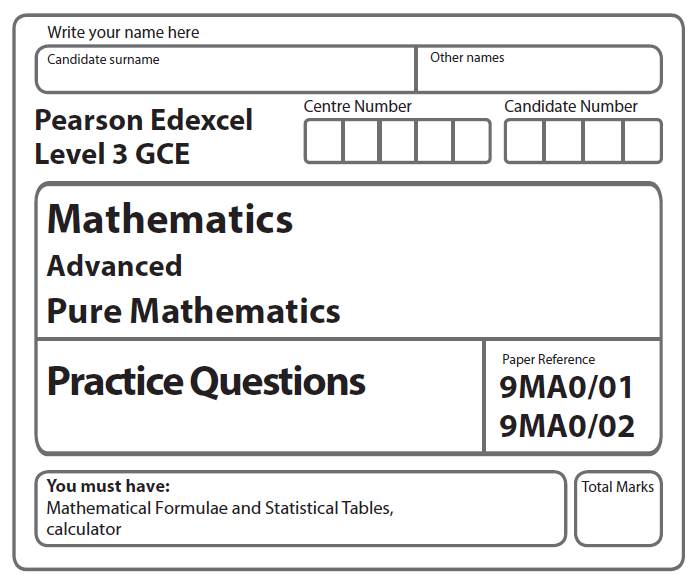 Write your name here
Candidate surname
Other names
Pearson Edexcel
Level 3 GCE
Centre Number
Candidate Number
Mathematics
Advanced
Pure Mathematics
Practice Questions
Paper Reference
9MA0/01
9MA0/02
You must have:
Mathematical Formulae and Statistical Tables,
calculator
Total Marks